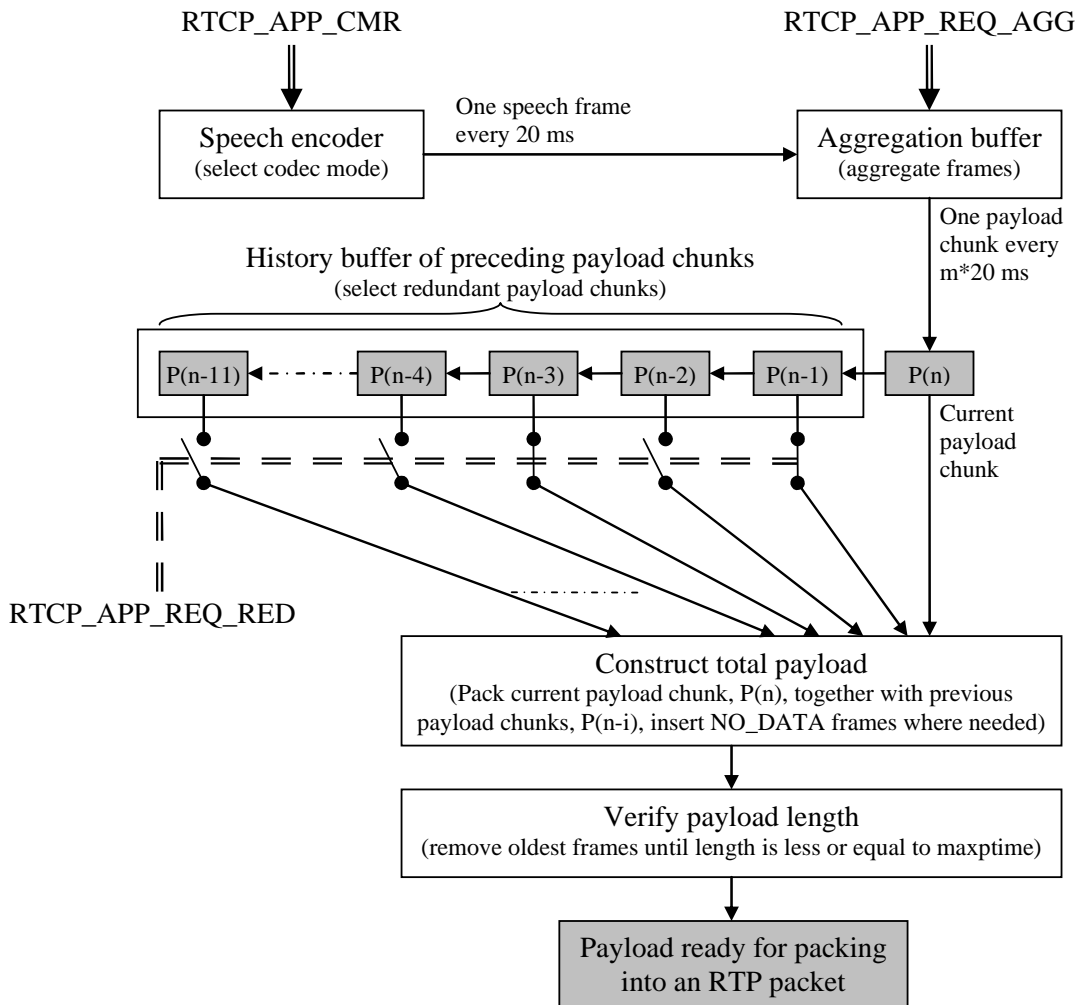 RTCP_APP_CMR
RTCP_APP_REQ_AGG
Speech encoder
(select codec mode)
One speech frame
every 20 ms
Aggregation buffer
(aggregate frames)
One payload
chunk every
m*20 ms
History buffer of preceding payload chunks
(select redundant payload chunks)
P(n-11)
P(n-4)
P(n-3)
P(n-2)
P(n-1)
P(n)
Current
payload
chunk
RTCP_APP_REQ_RED
Construct total payload
(Pack current payload chunk, P(n), together with previous
payload chunks, P(n-i), insert NO_DATA frames where needed)
Verify payload length
(remove oldest frames until length is less or equal to maxptime)
Payload ready for packing
into an RTP packet